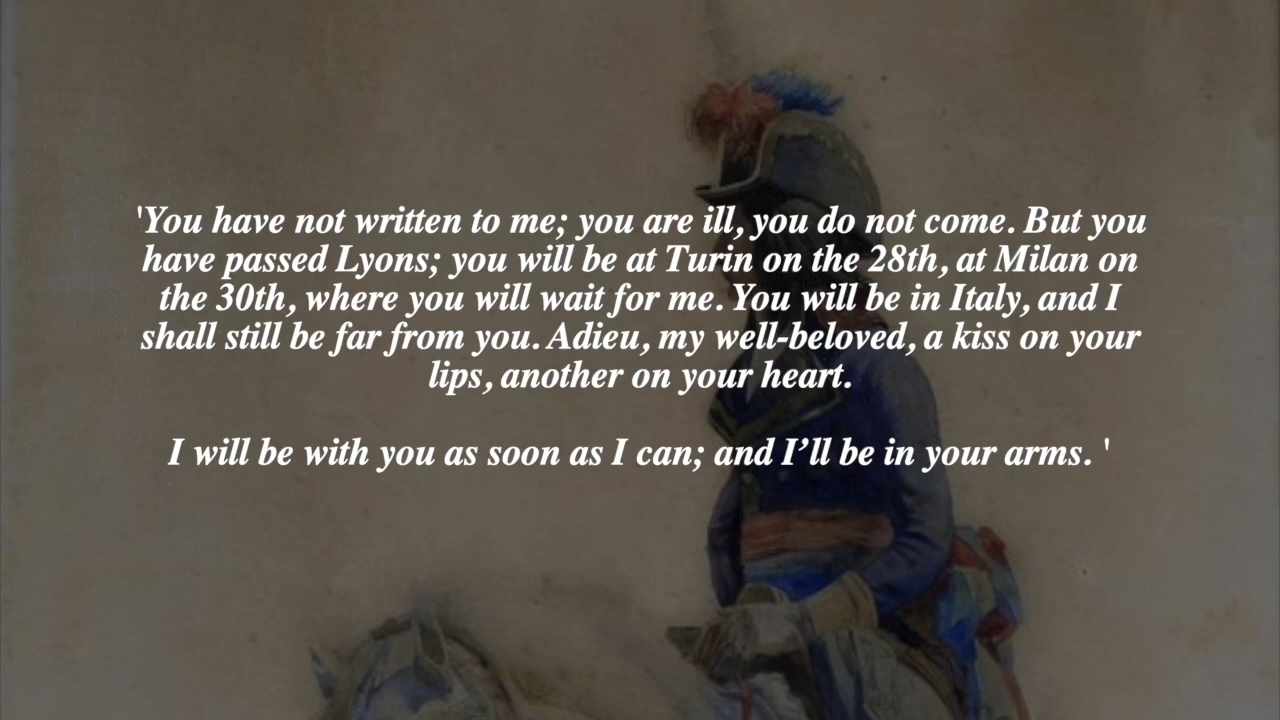 'You have not written to me; you are ill, you do not come. But you
have passed Lyons; you will be at Turin on the 28th, at Milan on
the 30th, where you will wait for me. You will be in Italy, and I
shall still be far from you. Adieu, my well-beloved, a kiss on your
lips, another on your heart.
I will be with you as soon as I can; and I’ll be in your arms. '